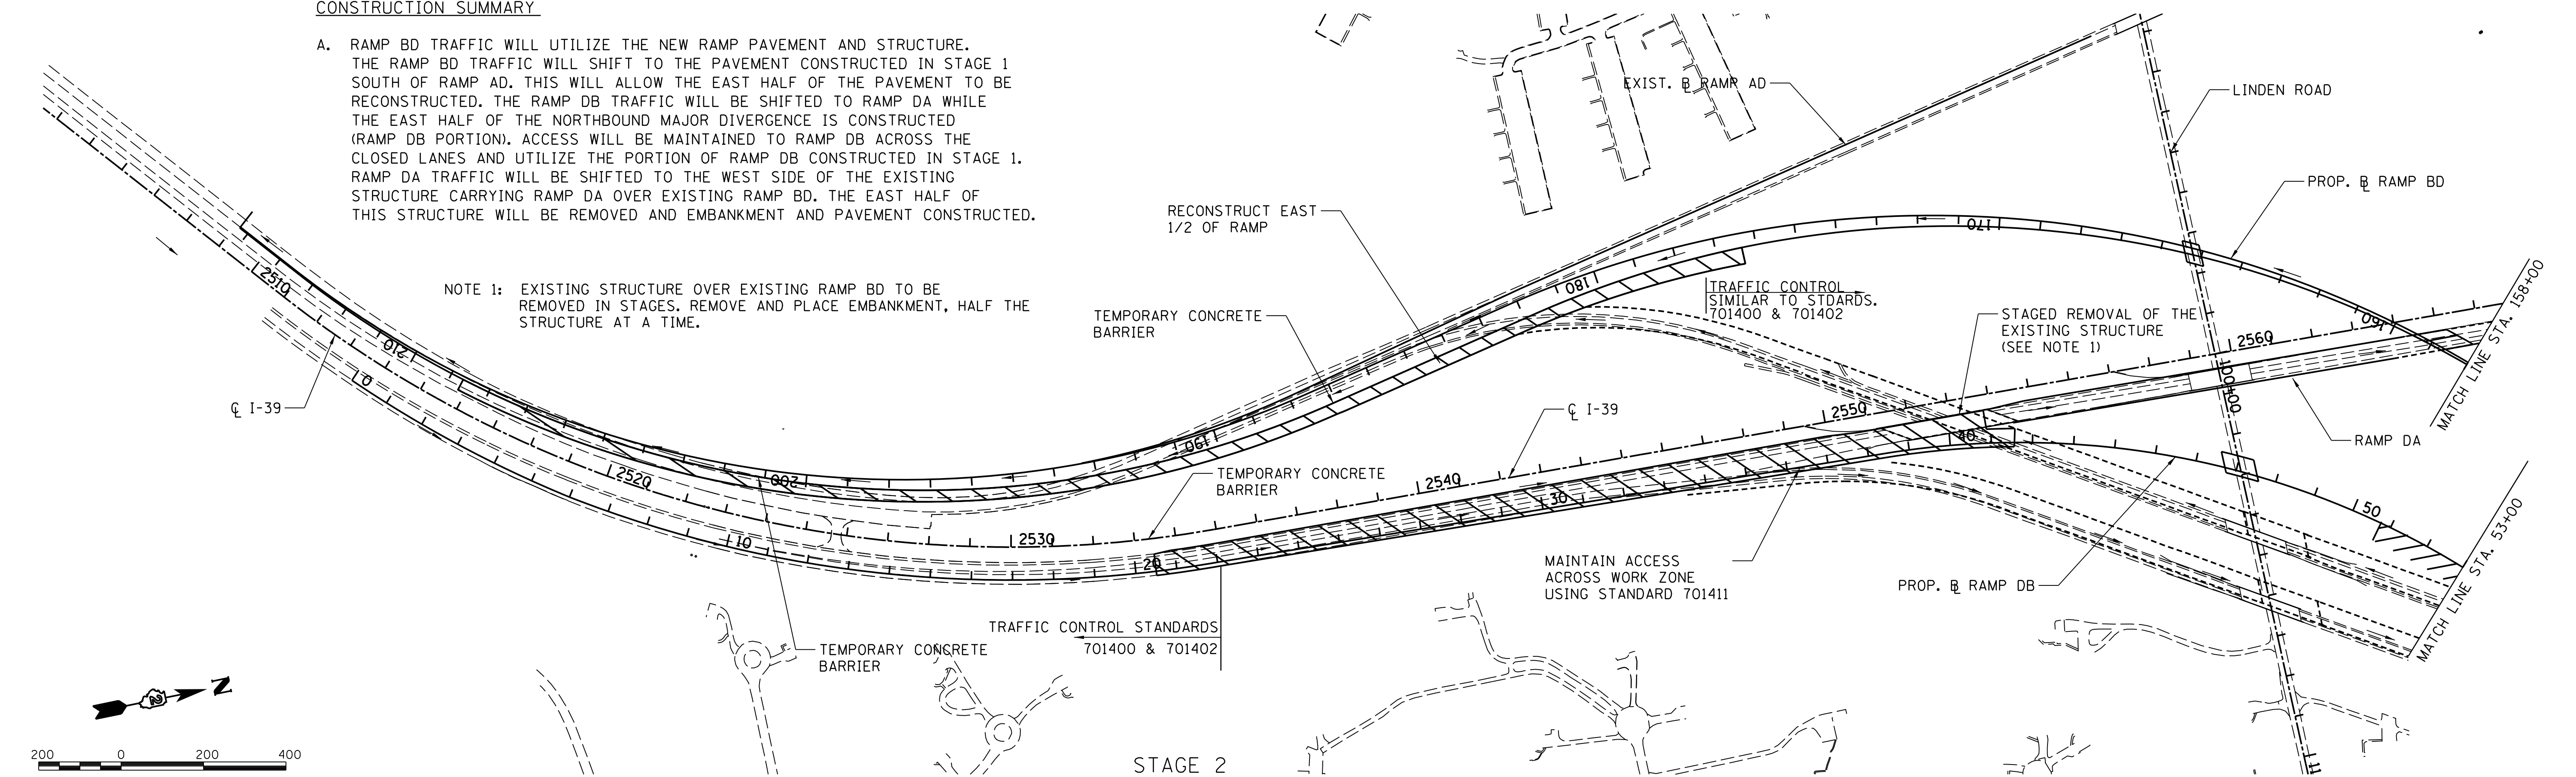 CONSTRUCTION SUMMARY
A. RAMP BD TRAFFIC WILL UTILIZE THE NEW RAMP PAVEMENT AND STRUCTURE.
THE RAMP BD TRAFFIC WILL SHIFT TO THE PAVEMENT CONSTRUCTED IN STAGE 1
SOUTH OF RAMP AD. THIS WILL ALLOW THE EAST HALF OF THE PAVEMENT TO BE
RECONSTRUCTED. THE RAMP DB TRAFFIC WILL BE SHIFTED TO RAMP DA WHILE
THE EAST HALF OF THE NORTHBOUND MAJOR DIVERGENCE IS CONSTRUCTED
(RAMP DB PORTION). ACCESS WILL BE MAINTAINED TO RAMP DB ACROSS THE
CLOSED LANES AND UTILIZE THE PORTION OF RAMP DB CONSTRUCTED IN STAGE 1.
RAMP DA TRAFFIC WILL BE SHIFTED TO THE WEST SIDE OF THE EXISTING
STRUCTURE CARRYING RAMP DA OVER EXISTING RAMP BD. THE EAST HALF OF
THIS STRUCTURE WILL BE REMOVED AND EMBANKMENT AND PAVEMENT CONSTRUCTED.
NOTE 1: EXISTING STRUCTURE OVER EXISTING RAMP BD TO BE
REMOVED IN STAGES. REMOVE AND PLACE EMBANKMENT, HALF THE
STRUCTURE AT A TIME.
EXIST. ⅊ RAMP AD
LINDEN ROAD
PROP. ⅊ RAMP BD
RECONSTRUCT EAST
1/2 OF RAMP
TEMPORARY CONCRETE
BARRIER
TRAFFIC CONTROL
SIMILAR TO STDARDS.
701400 & 701402
STAGED REMOVAL OF THE
EXISTING STRUCTURE
(SEE NOTE 1)
MATCH LINE STA. 158+00
RAMP DA
℄ I-39
℄ I-39
TEMPORARY CONCRETE
BARRIER
MAINTAIN ACCESS
ACROSS WORK ZONE
USING STANDARD 701411
PROP. ⅊ RAMP DB
MATCH LINE STA. 53+00
TRAFFIC CONTROL STANDARDS
701400 & 701402
TEMPORARY CONCRETE
BARRIER
2510
2520
2530
2540
2550
2560
210
200
190
180
170
160
0
10
20
30
40
50
100+00
N
200 0 200 400
STAGE 2